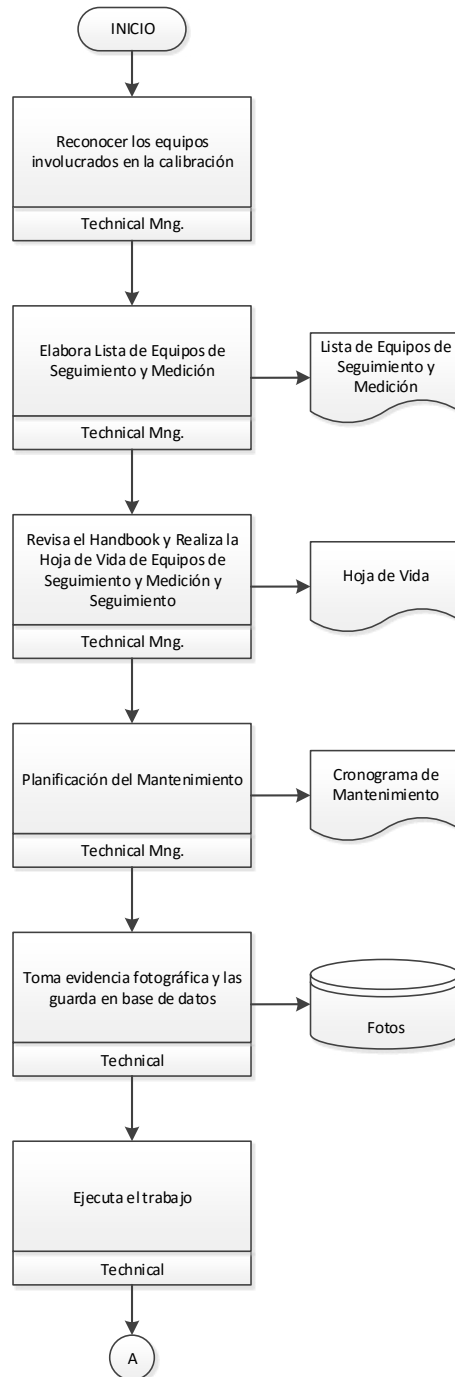 INICIO
Reconocer los equipos
involucrados en la calibración
Technical Mng.
Elabora Lista de Equipos de
Seguimiento y Medición
Technical Mng.
Lista de Equipos de
Seguimiento y
Medición
Revisa el Handbook y Realiza la
Hoja de Vida de Equipos de
Seguimiento y Medición y
Seguimiento
Technical Mng.
Hoja de Vida
Planificación del Mantenimiento
Technical Mng.
Cronograma de
Mantenimiento
Toma evidencia fotográfica y las
guarda en base de datos
Technical
Fotos
Ejecuta el trabajo
Technical
A